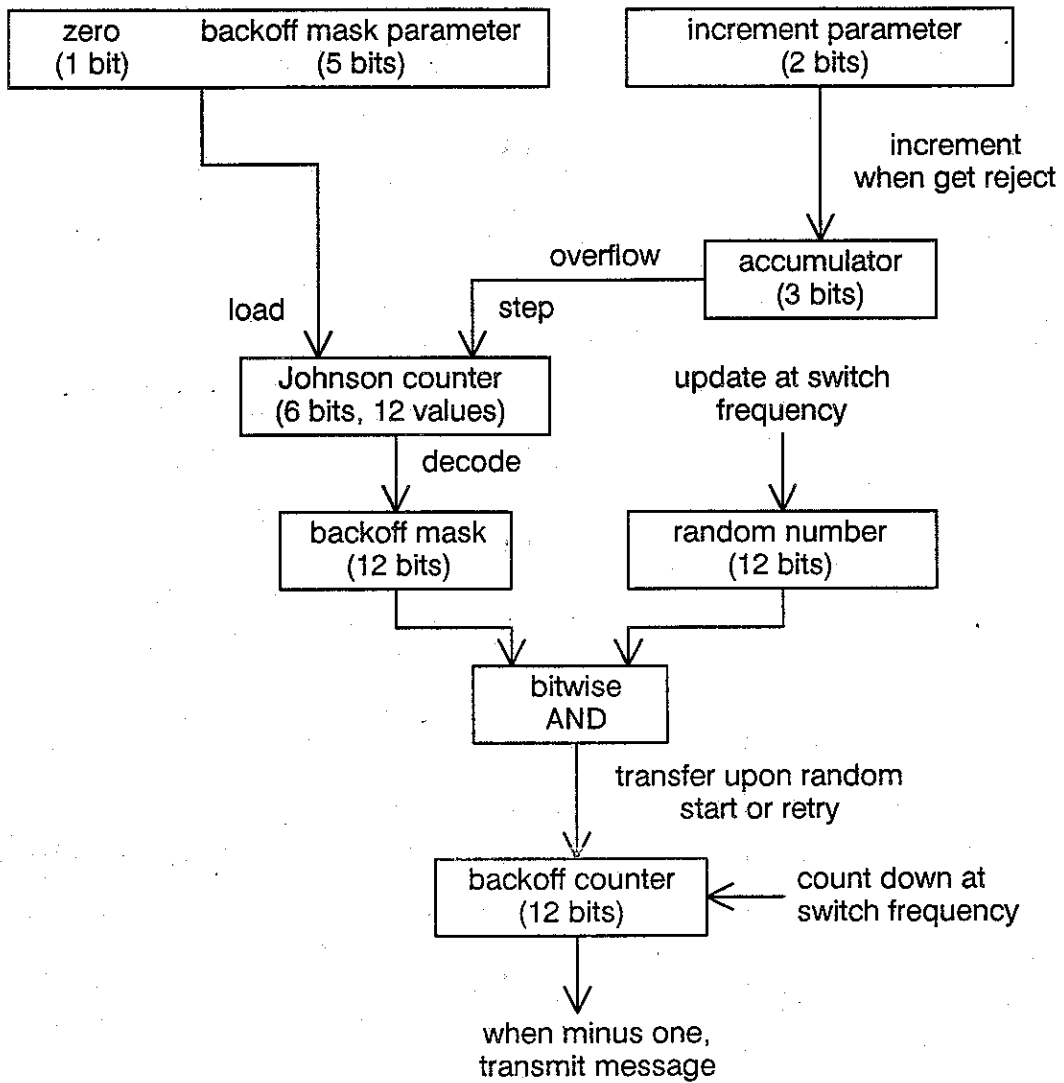 zero backoff mask parameter
(1 bit) (5 bits)
increment parameter
(2 bits)
increment
when get reject
overflow
accumulator
(3 bits)
load
step
Johnson counter
(6 bits, 12 values)
update at switch
frequency
decode
backoff mask
(12 bits)
random number
(12 bits)
bitwise
AND
transfer upon random
start or retry
backoff counter
(12 bits)
count down at
switch frequency
when minus one,
transmit message